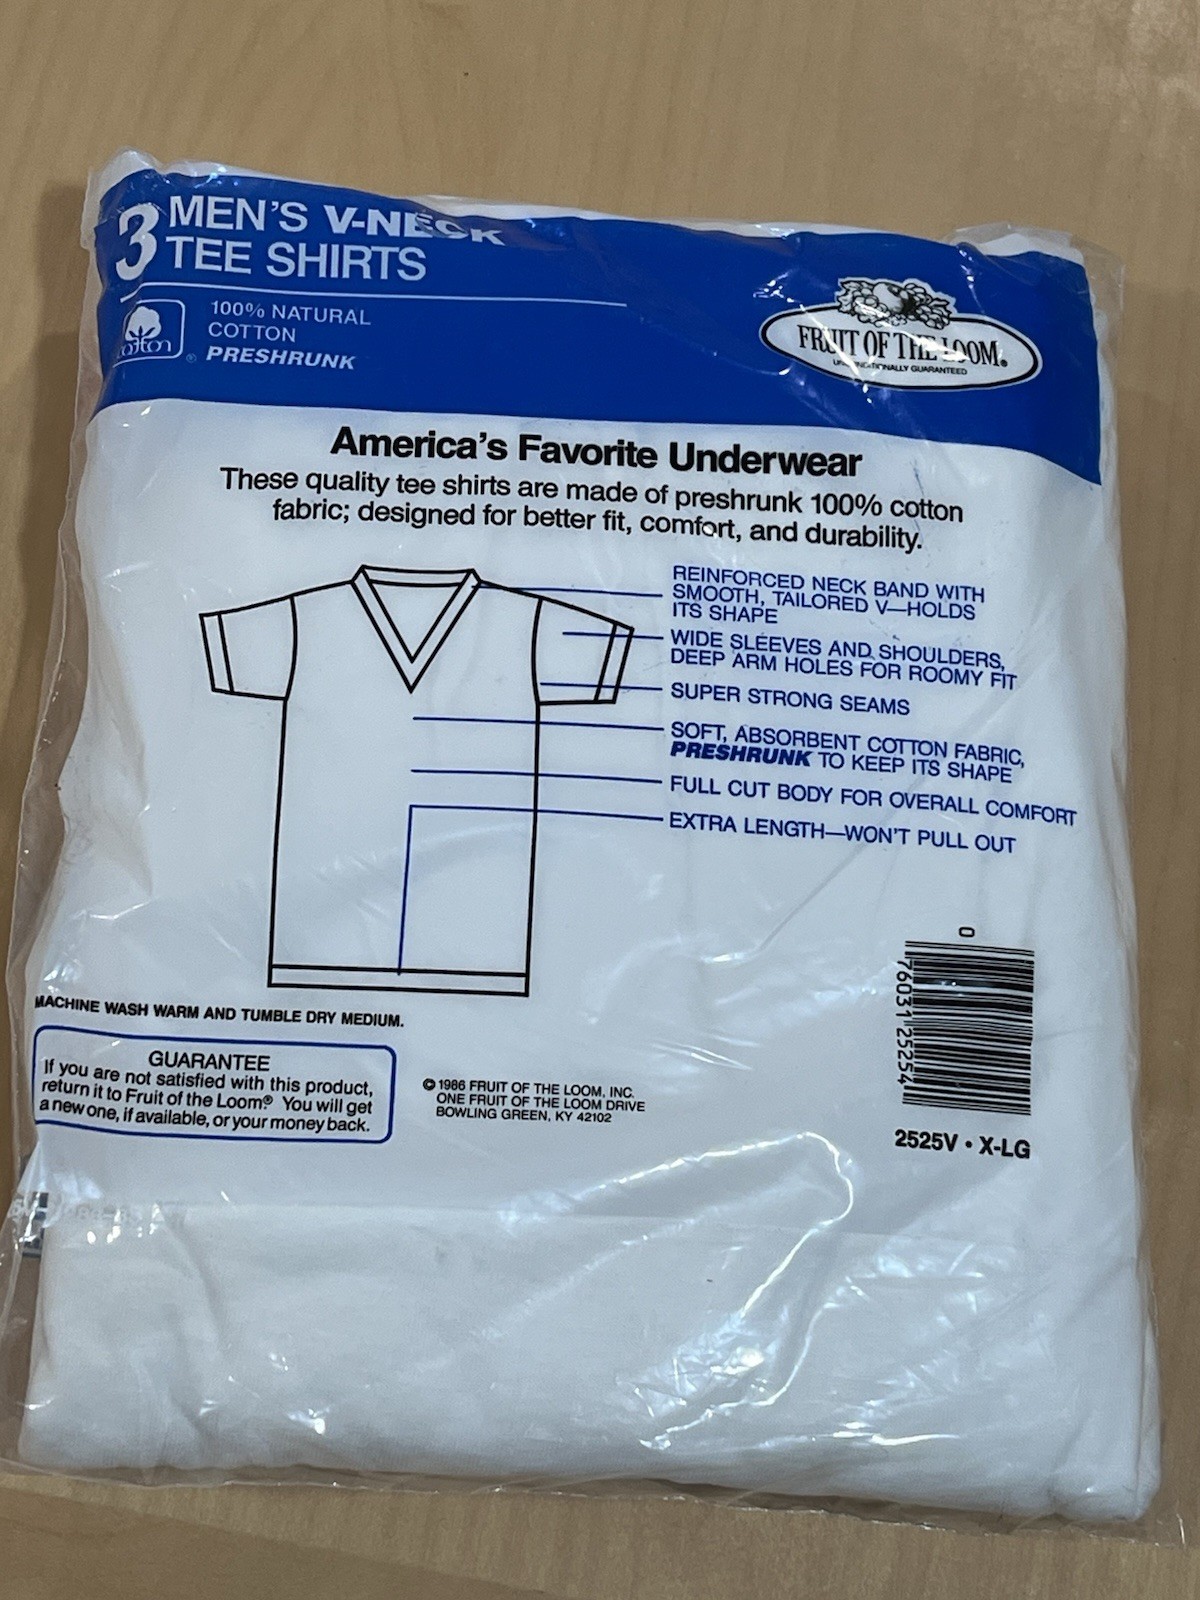 3 MEN'S V-NECK
TEE SHIRTS
100% NATURAL
COTTON
PRESHRUNK
cotton ®
FRUIT OF THE LOOM®
UNCONDITIONALLY GUARANTEED
America's Favorite Underwear
These quality tee shirts are made of preshrunk 100% cotton
fabric; designed for better fit, comfort, and durability.
REINFORCED NECK BAND WITH
SMOOTH, TAILORED V—HOLDS
ITS SHAPE
WIDE SLEEVES AND SHOULDERS,
DEEP ARM HOLES FOR ROOMY FIT
SUPER STRONG SEAMS
SOFT, ABSORBENT COTTON FABRIC,
PRESHRUNK TO KEEP ITS SHAPE
FULL CUT BODY FOR OVERALL COMFORT
EXTRA LENGTH—WON'T PULL OUT
MACHINE WASH WARM AND TUMBLE DRY MEDIUM.
GUARANTEE
If you are not satisfied with this product,
return it to Fruit of the Loom® You will get
a new one, if available, or your money back.
© 1986 FRUIT OF THE LOOM, INC.
ONE FRUIT OF THE LOOM DRIVE
BOWLING GREEN, KY 42102
0
76031 25254
2525V • X-LG